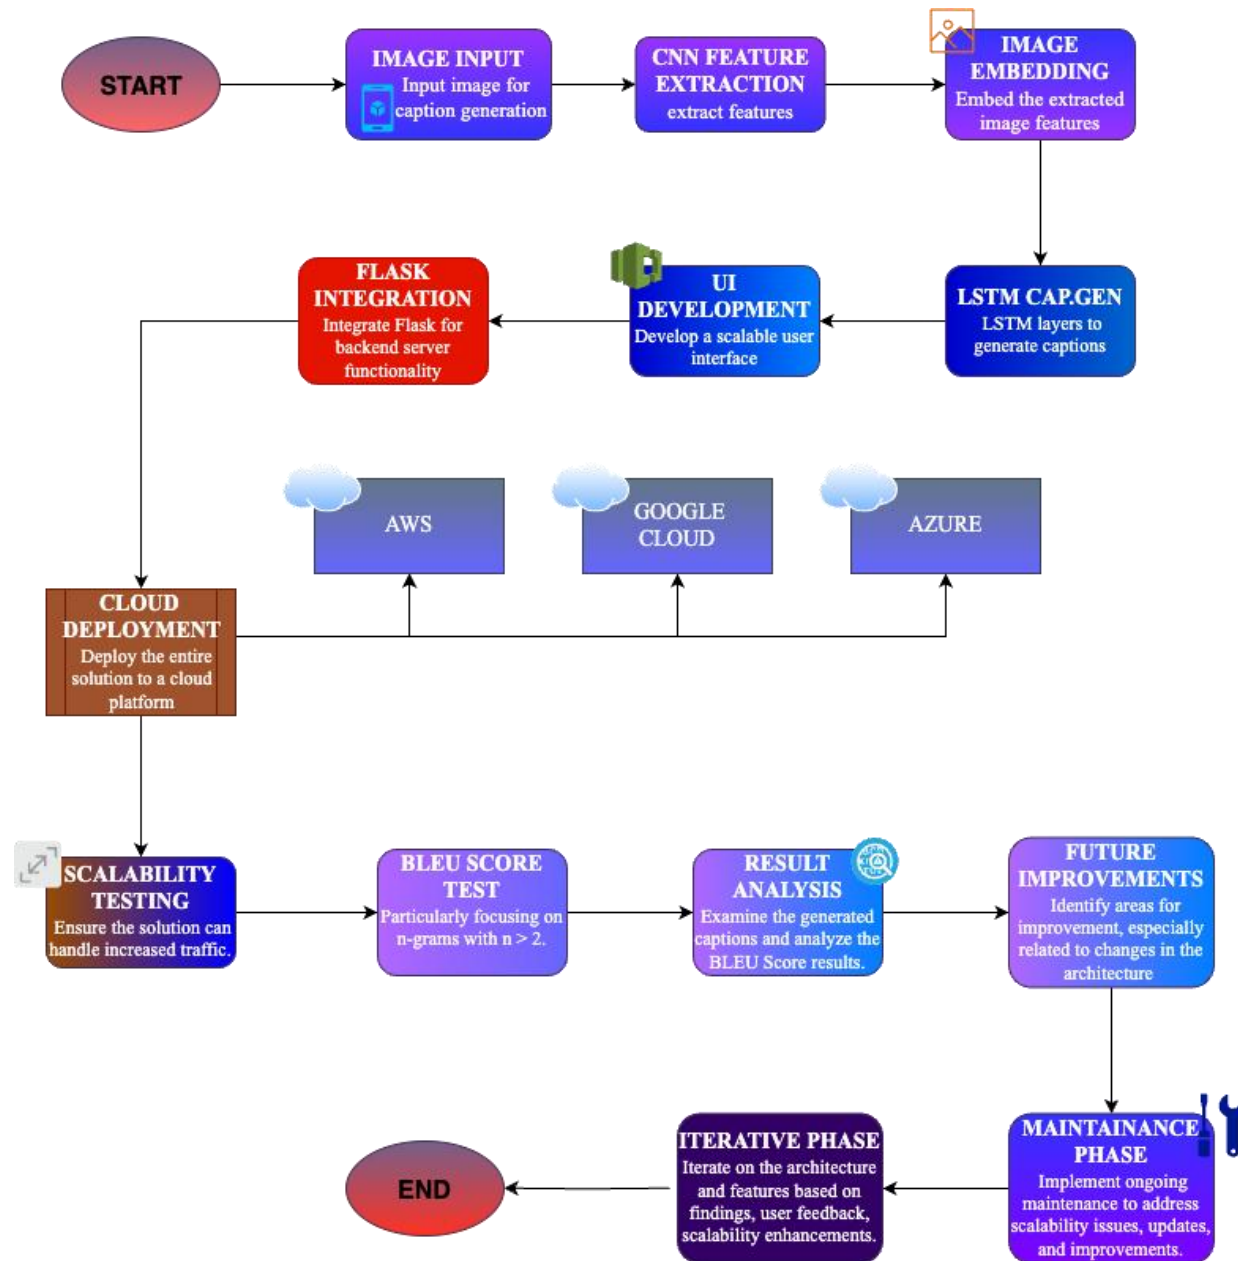 START
IMAGE INPUT
Input image for
caption generation
CNN FEATURE
EXTRACTION
extract features
IMAGE
EMBEDDING
Embed the extracted
image features
LSTM CAP.GEN
LSTM layers to
generate captions
UI
DEVELOPMENT
Develop a scalable user
interface
FLASK
INTEGRATION
Integrate Flask for
backend server
functionality
AWS
GOOGLE
CLOUD
AZURE
CLOUD
DEPLOYMENT
Deploy the entire
solution to a cloud
platform
SCALABILITY
TESTING
Ensure the solution can
handle increased traffic.
BLEU SCORE
TEST
Particularly focusing on
n-grams with n > 2.
RESULT
ANALYSIS
Examine the generated
captions and analyze the
BLEU Score results.
FUTURE
IMPROVEMENTS
Identify areas for
improvement, especially
related to changes in the
architecture
MAINTAINANCE
PHASE
Implement ongoing
maintenance to address
scalability issues, updates,
and improvements.
ITERATIVE PHASE
Iterate on the architecture
and features based on
findings, user feedback,
scalability enhancements.
END